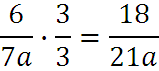 6/7a · 3/3 = 18/21a